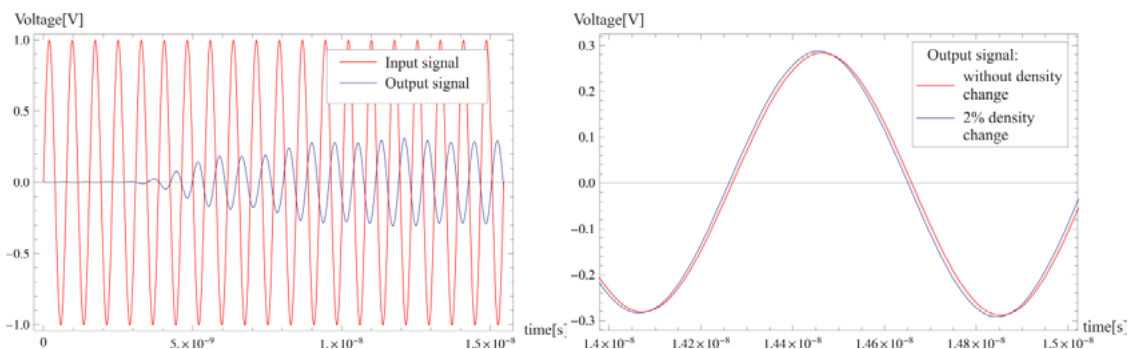 Voltage[V]
1.0
0.5
0.0
−0.5
−1.0
Input signal
Output signal
0
5.×10⁻⁹
1.×10⁻⁸
1.5×10⁻⁸
time[s]
Voltage[V]
0.3
0.2
0.1
0.0
−0.1
−0.2
−0.3
Output signal:
without density
change
2% density
change
1.4×10⁻⁸
1.42×10⁻⁸
1.44×10⁻⁸
1.46×10⁻⁸
1.48×10⁻⁸
1.5×10⁻⁸
time[s]